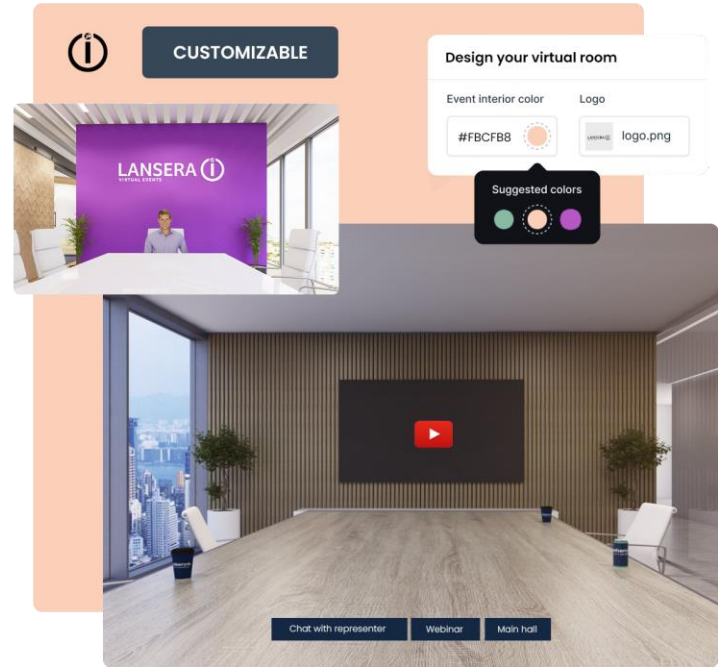 CUSTOMIZABLE
Design your virtual room
Event interior color
Logo
#FBCFB8
logo.png
Suggested colors
LANSERA
VIRTUAL EVENTS
Chat with representer
Webinar
Main hall